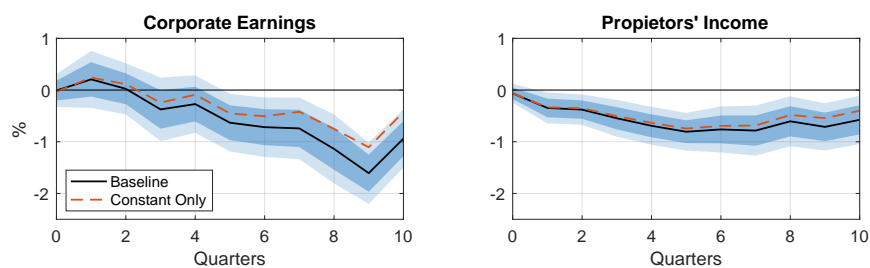 Corporate Earnings
1
0
-1
-2
%
Baseline
Constant Only
0 2 4 6 8 10
Quarters
Propietors' Income
1
0
-1
-2
0 2 4 6 8 10
Quarters